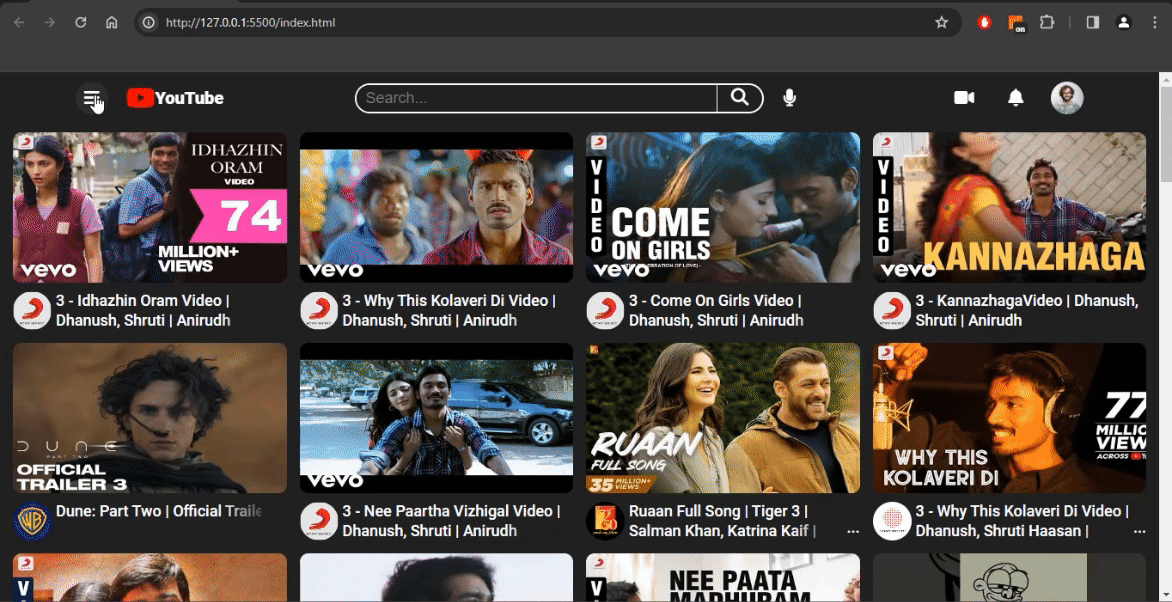 http://127.0.0.1:5500/index.html
on
YouTube
Search...
IDHAZHIN
ORAM
VIDEO
74
MILLION+
VIEWS
vevo
vevo
VIDEO
COME
ON GIRLS
vevo
VIDEO
KANNAZHAGA
vevo
3 - Idhazhin Oram Video |
Dhanush, Shruti | Anirudh
3 - Why This Kolaveri Di Video |
Dhanush, Shruti | Anirudh
3 - Come On Girls Video |
Dhanush, Shruti | Anirudh
3 - KannazhagaVideo | Dhanush,
Shruti | Anirudh
DUNE
PART TWO
OFFICIAL
TRAILER 3
vevo
RUAAN
FULL SONG
35 MILLION+
VIEWS
77
MILLIC
VIEW
ACROSS
WHY THIS
KOLAVERI DI
Dune: Part Two | Official Traile
3 - Nee Paartha Vizhigal Video |
Dhanush, Shruti | Anirudh
Ruaan Full Song | Tiger 3 |
Salman Khan, Katrina Kaif |
3 - Why This Kolaveri Di Video |
Dhanush, Shruti Haasan |
V
V
NEE PAATA
MADHURAM